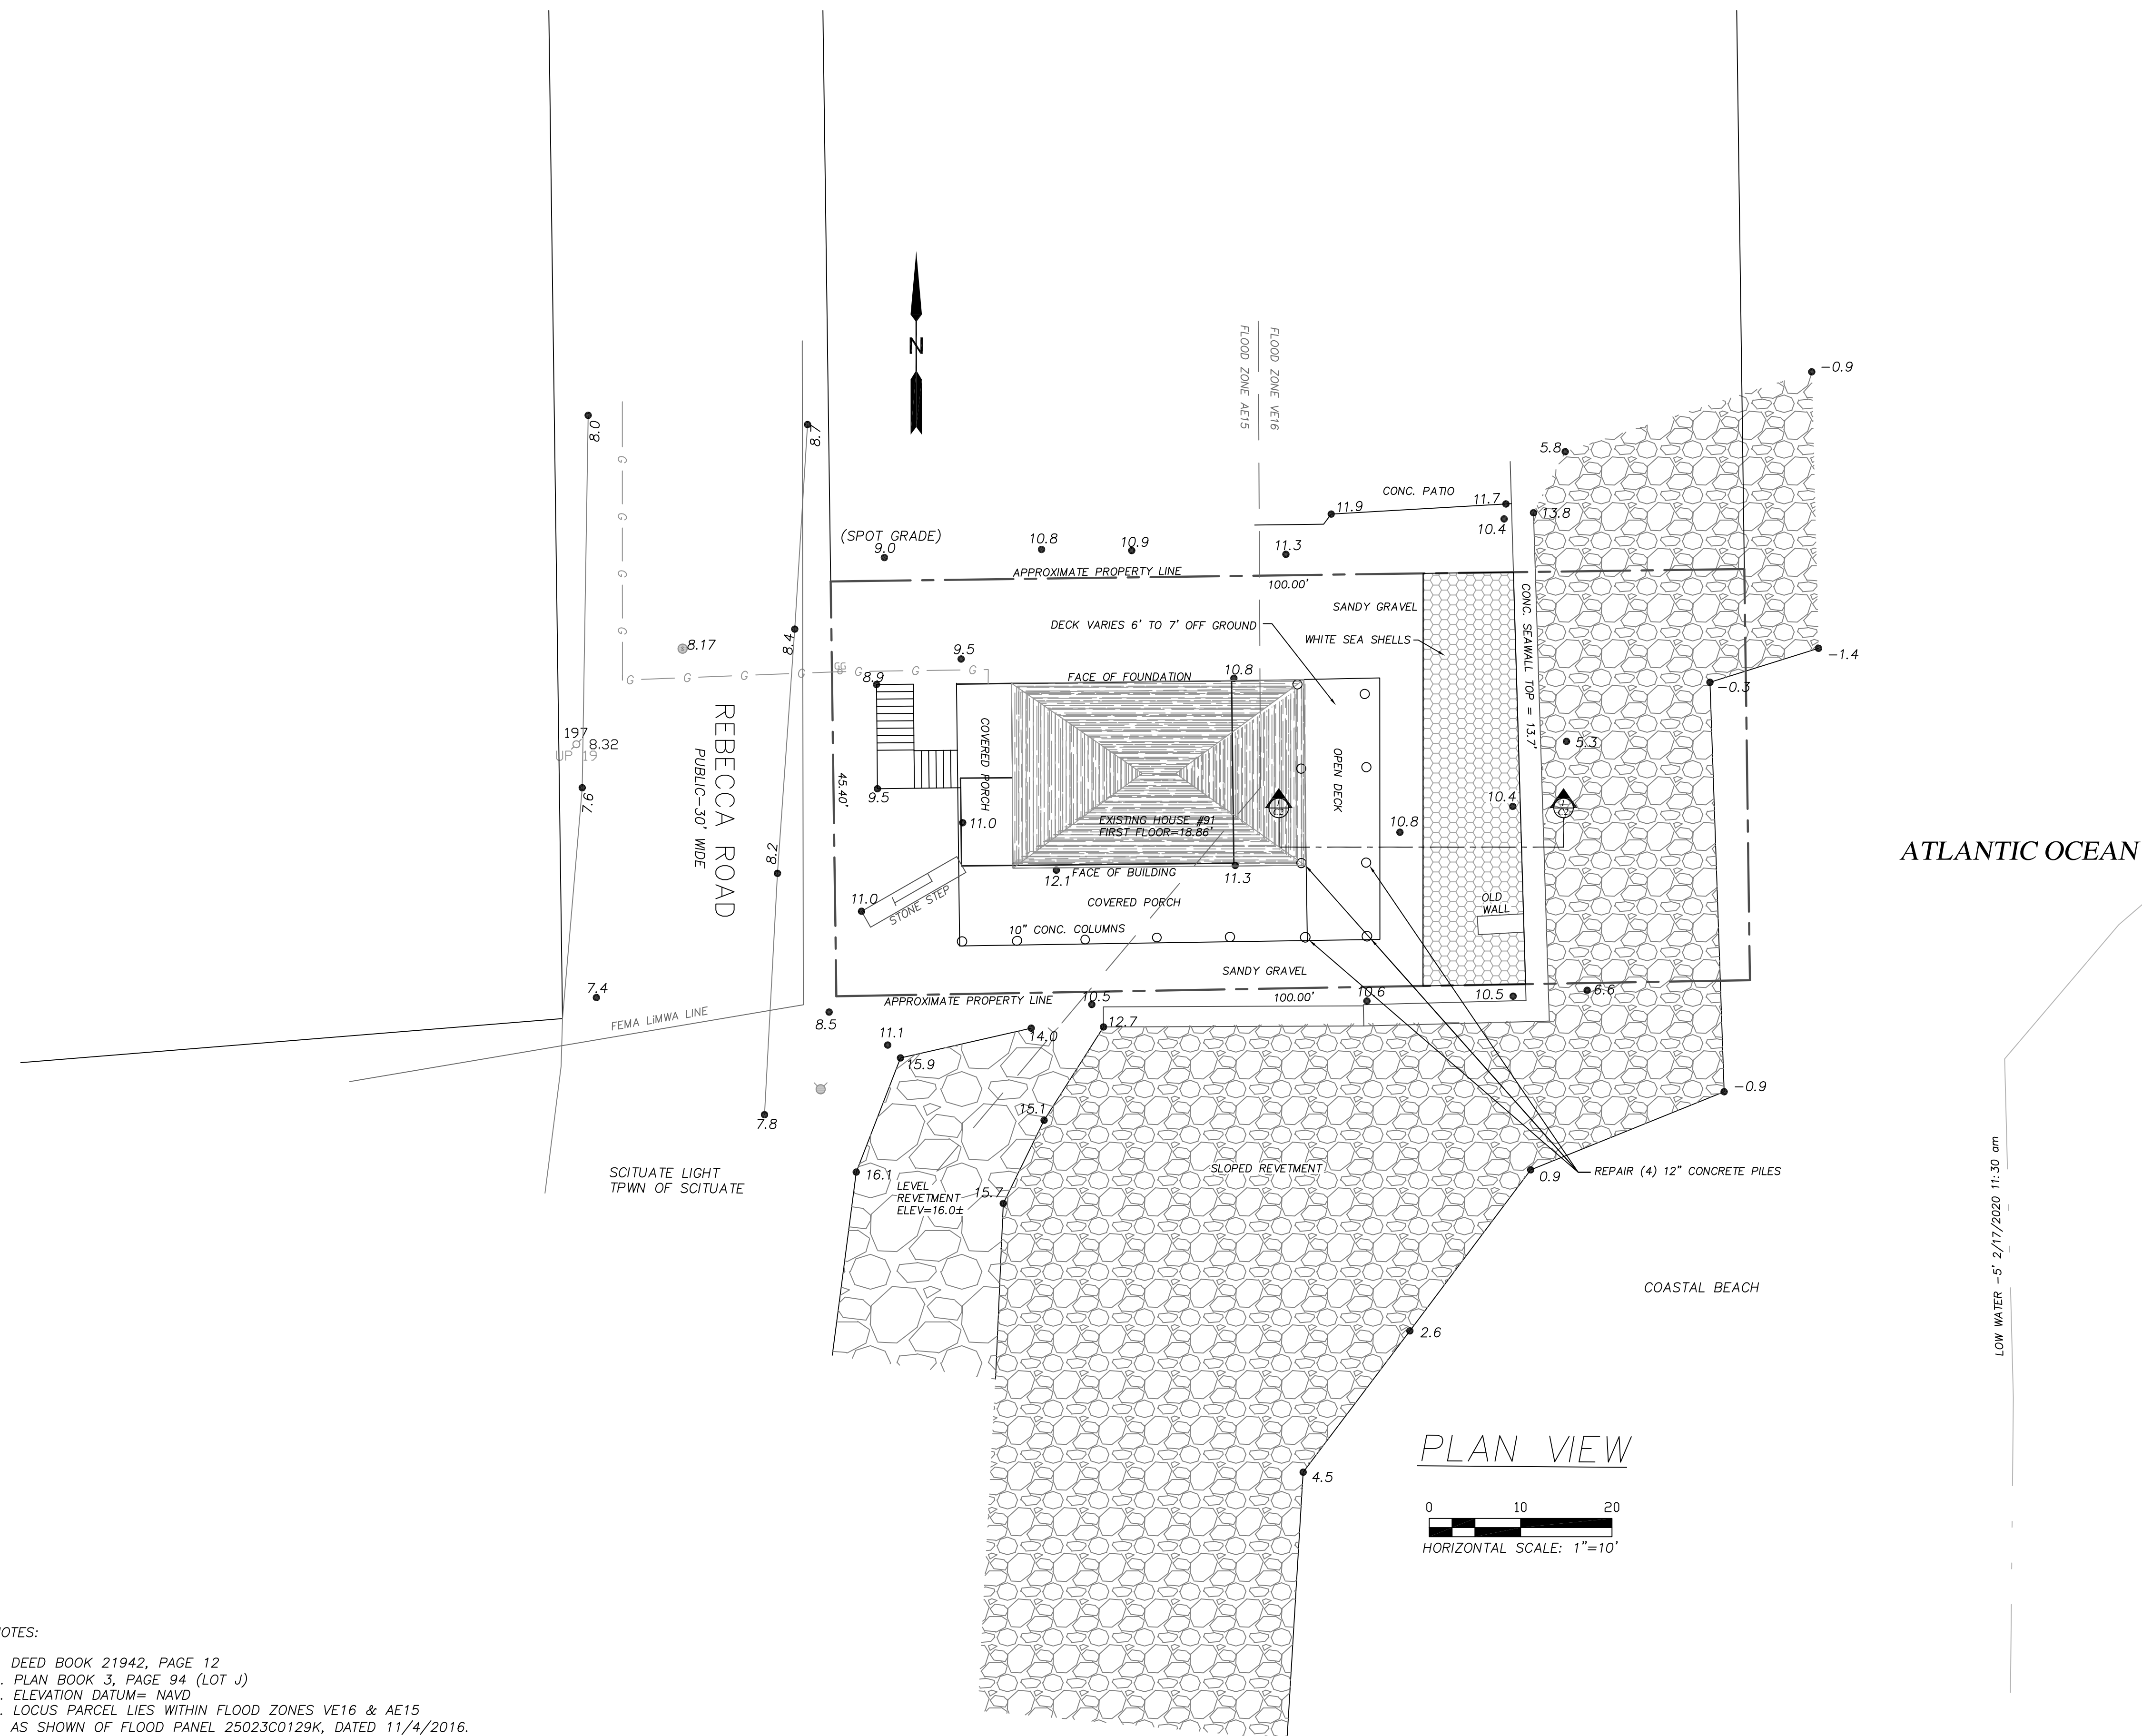 FLOOD ZONE AE15
FLOOD ZONE VE16
N
-0.9
8.0
8.7
5.8
CONC. PATIO
11.9
11.7
13.8
10.4
(SPOT GRADE)
9.0
10.8
10.9
11.3
APPROXIMATE PROPERTY LINE
100.00'
G
G
G
G
SANDY GRAVEL
DECK VARIES 6' TO 7' OFF GROUND
WHITE SEA SHELLS
CONC. SEAWALL TOP = 13.7'
8.4
8.17
9.5
-1.4
G G G G GG G G G
8.9
FACE OF FOUNDATION
10.8
-0.3
REBECCA ROAD
PUBLIC-30' WIDE
197
8.32
UP 19
COVERED PORCH
OPEN DECK
5.3
45.40'
7.6
9.5
10.4
11.0
EXISTING HOUSE #91
FIRST FLOOR=18.86'
10.8
8.2
ATLANTIC OCEAN
12.1
FACE OF BUILDING
11.3
11.0
STONE STEP
COVERED PORCH
OLD
WALL
10" CONC. COLUMNS
SANDY GRAVEL
7.4
APPROXIMATE PROPERTY LINE
10.5
100.00'
10.6
10.5
6.6
FEMA LiMWA LINE
8.5
12.7
11.1
14.0
15.9
-0.9
7.8
15.1
SCITUATE LIGHT
TPWN OF SCITUATE
16.1
LEVEL
REVETMENT
ELEV=16.0±
15.7
SLOPED REVETMENT
0.9
REPAIR (4) 12" CONCRETE PILES
LOW WATER -5' 2/17/2020 11:30 am
COASTAL BEACH
2.6
4.5
PLAN VIEW
0 10 20
HORIZONTAL SCALE: 1"=10'
OTES:
DEED BOOK 21942, PAGE 12
. PLAN BOOK 3, PAGE 94 (LOT J)
. ELEVATION DATUM= NAVD
. LOCUS PARCEL LIES WITHIN FLOOD ZONES VE16 & AE15
AS SHOWN OF FLOOD PANEL 25023C0129K, DATED 11/4/2016.